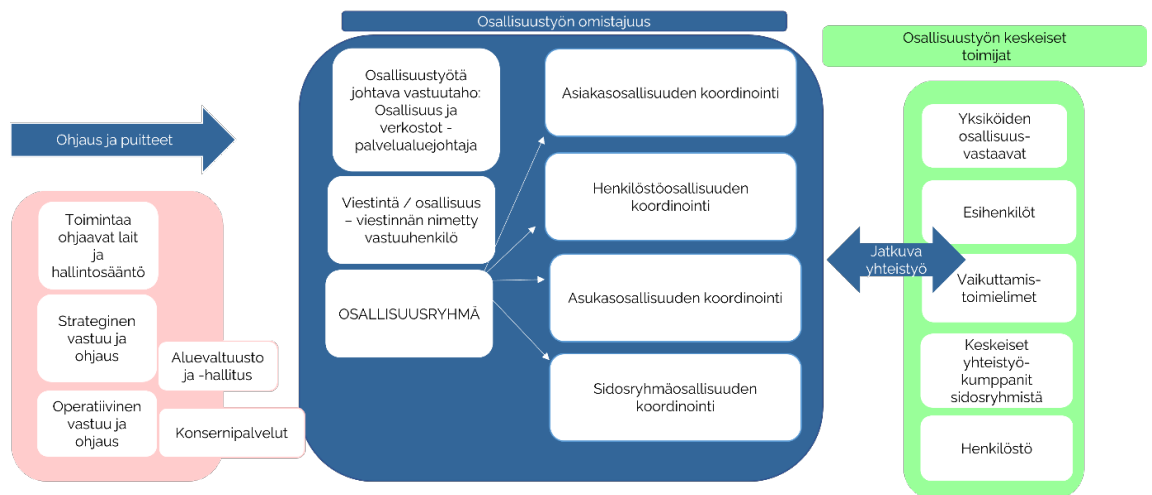 Osallisuustyön omistajuus
Osallisuustyön keskeiset
toimijat
Ohjaus ja puitteet
Toimintaa
ohjaavat lait
ja
hallintosääntö
Strateginen
vastuu ja
ohjaus
Aluevaltuusto
ja -hallitus
Operatiivinen
vastuu ja
ohjaus
Konsernipalvelut
Osallisuustyötä
johtava vastuutaho:
Osallisuus ja
verkostot -
palvelualuejohtaja
Viestintä / osallisuus
– viestinnän nimetty
vastuuhenkilö
OSALLISUUSRYHMÄ
Asiakasosallisuuden koordinointi
Henkilöstöosallisuuden
koordinointi
Asukasosallisuuden koordinointi
Sidosryhmäosallisuuden
koordinointi
Jatkuva
yhteistyö
Yksiköiden
osallisuus-
vastaavat
Esihenkilöt
Vaikuttamis-
toimielimet
Keskeiset
yhteistyö-
kumppanit
sidosryhmistä
Henkilöstö